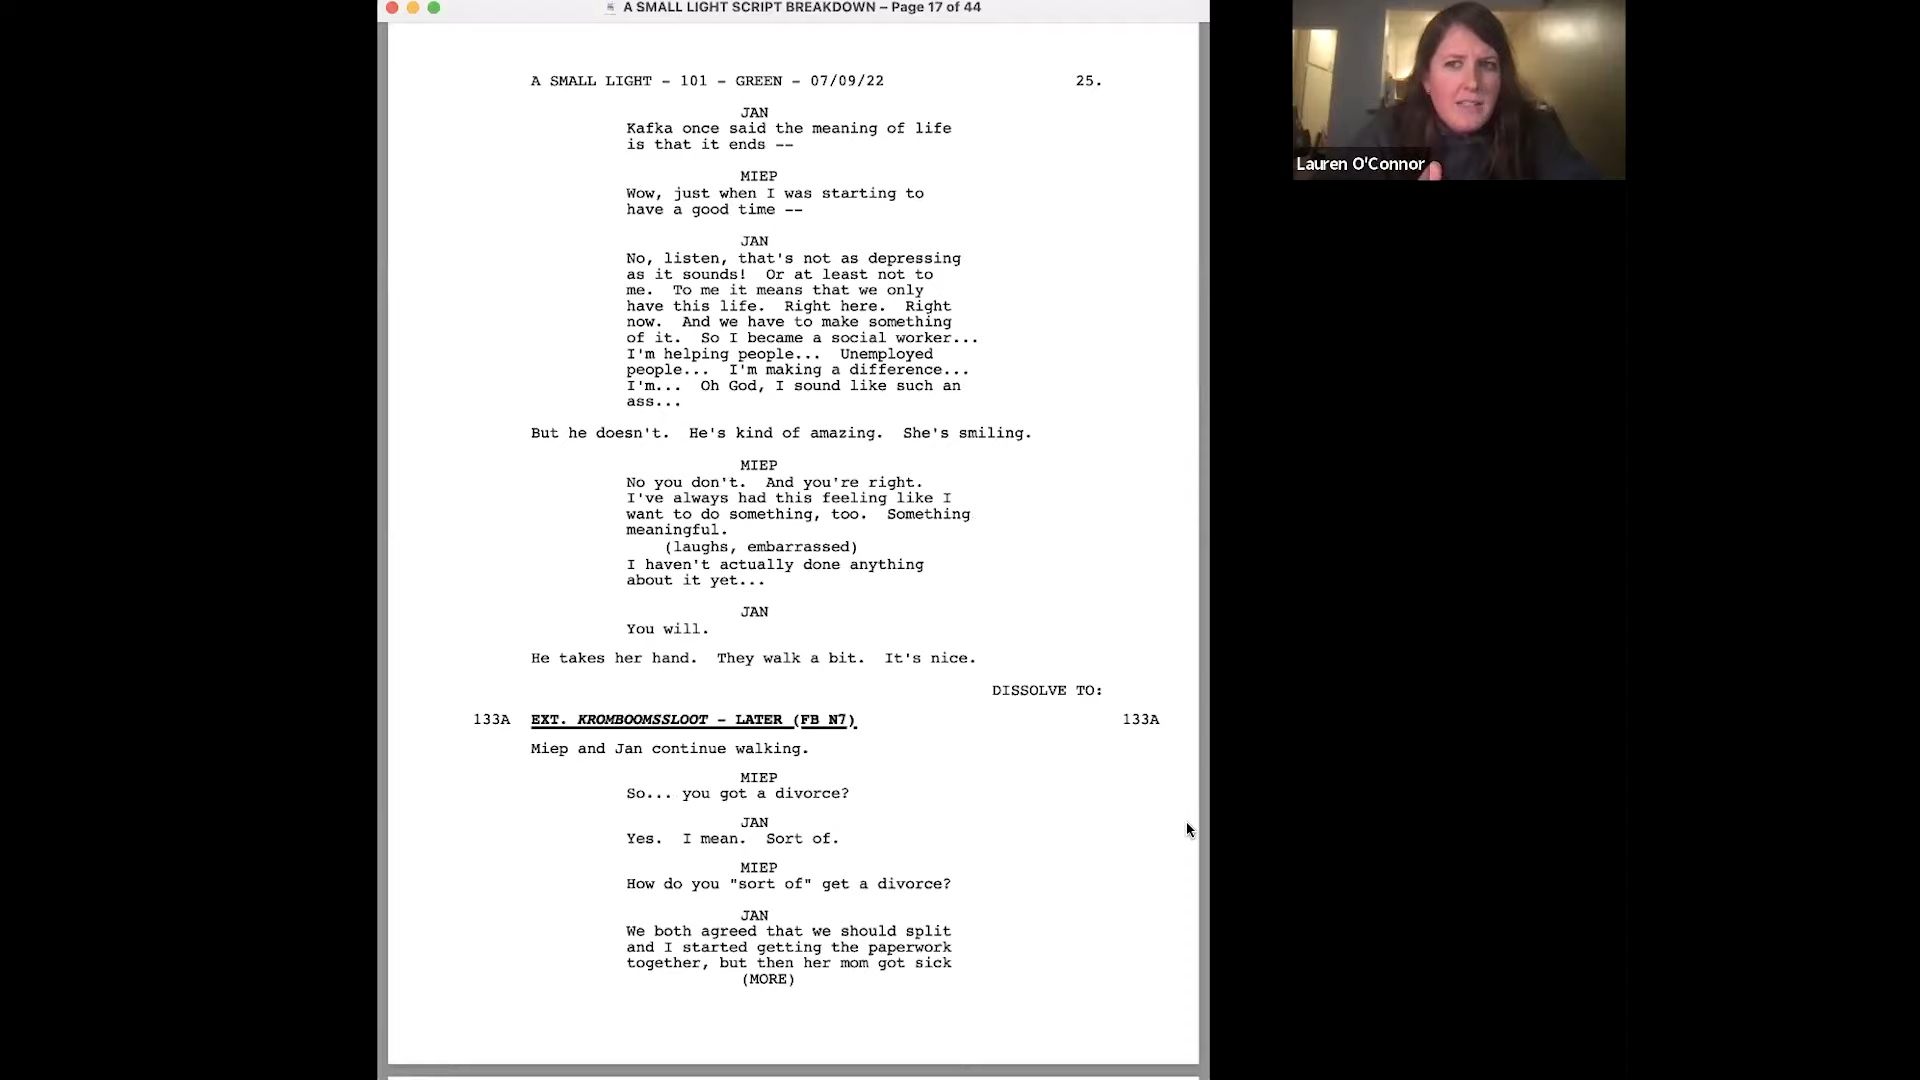 A SMALL LIGHT SCRIPT BREAKDOWN – Page 17 of 44
A SMALL LIGHT - 101 - GREEN - 07/09/22 25.
JAN
Kafka once said the meaning of life
is that it ends --
MIEP
Wow, just when I was starting to
have a good time --
JAN
No, listen, that's not as depressing
as it sounds! Or at least not to
me. To me it means that we only
have this life. Right here. Right
now. And we have to make something
of it. So I became a social worker...
I'm helping people... Unemployed
people... I'm making a difference...
I'm... Oh God, I sound like such an
ass...
But he doesn't. He's kind of amazing. She's smiling.
MIEP
No you don't. And you're right.
I've always had this feeling like I
want to do something, too. Something
meaningful.
(laughs, embarrassed)
I haven't actually done anything
about it yet...
JAN
You will.
He takes her hand. They walk a bit. It's nice.
DISSOLVE TO:
133A EXT. KROMBOOMSSLOOT - LATER (FB N7) 133A
Miep and Jan continue walking.
MIEP
So... you got a divorce?
JAN
Yes. I mean. Sort of.
MIEP
How do you "sort of" get a divorce?
JAN
We both agreed that we should split
and I started getting the paperwork
together, but then her mom got sick
(MORE)
Lauren O'Connor